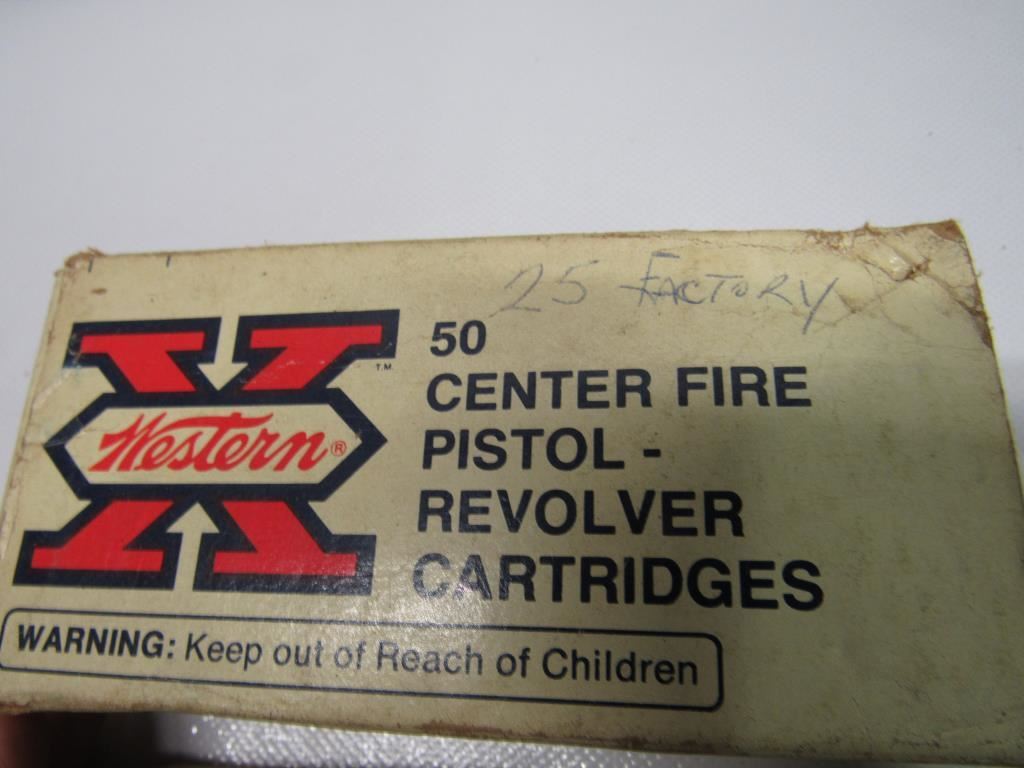 25 FACTORY
50
CENTER FIRE
PISTOL -
REVOLVER
CARTRIDGES
T.M.
Western®
WARNING: Keep out of Reach of Children